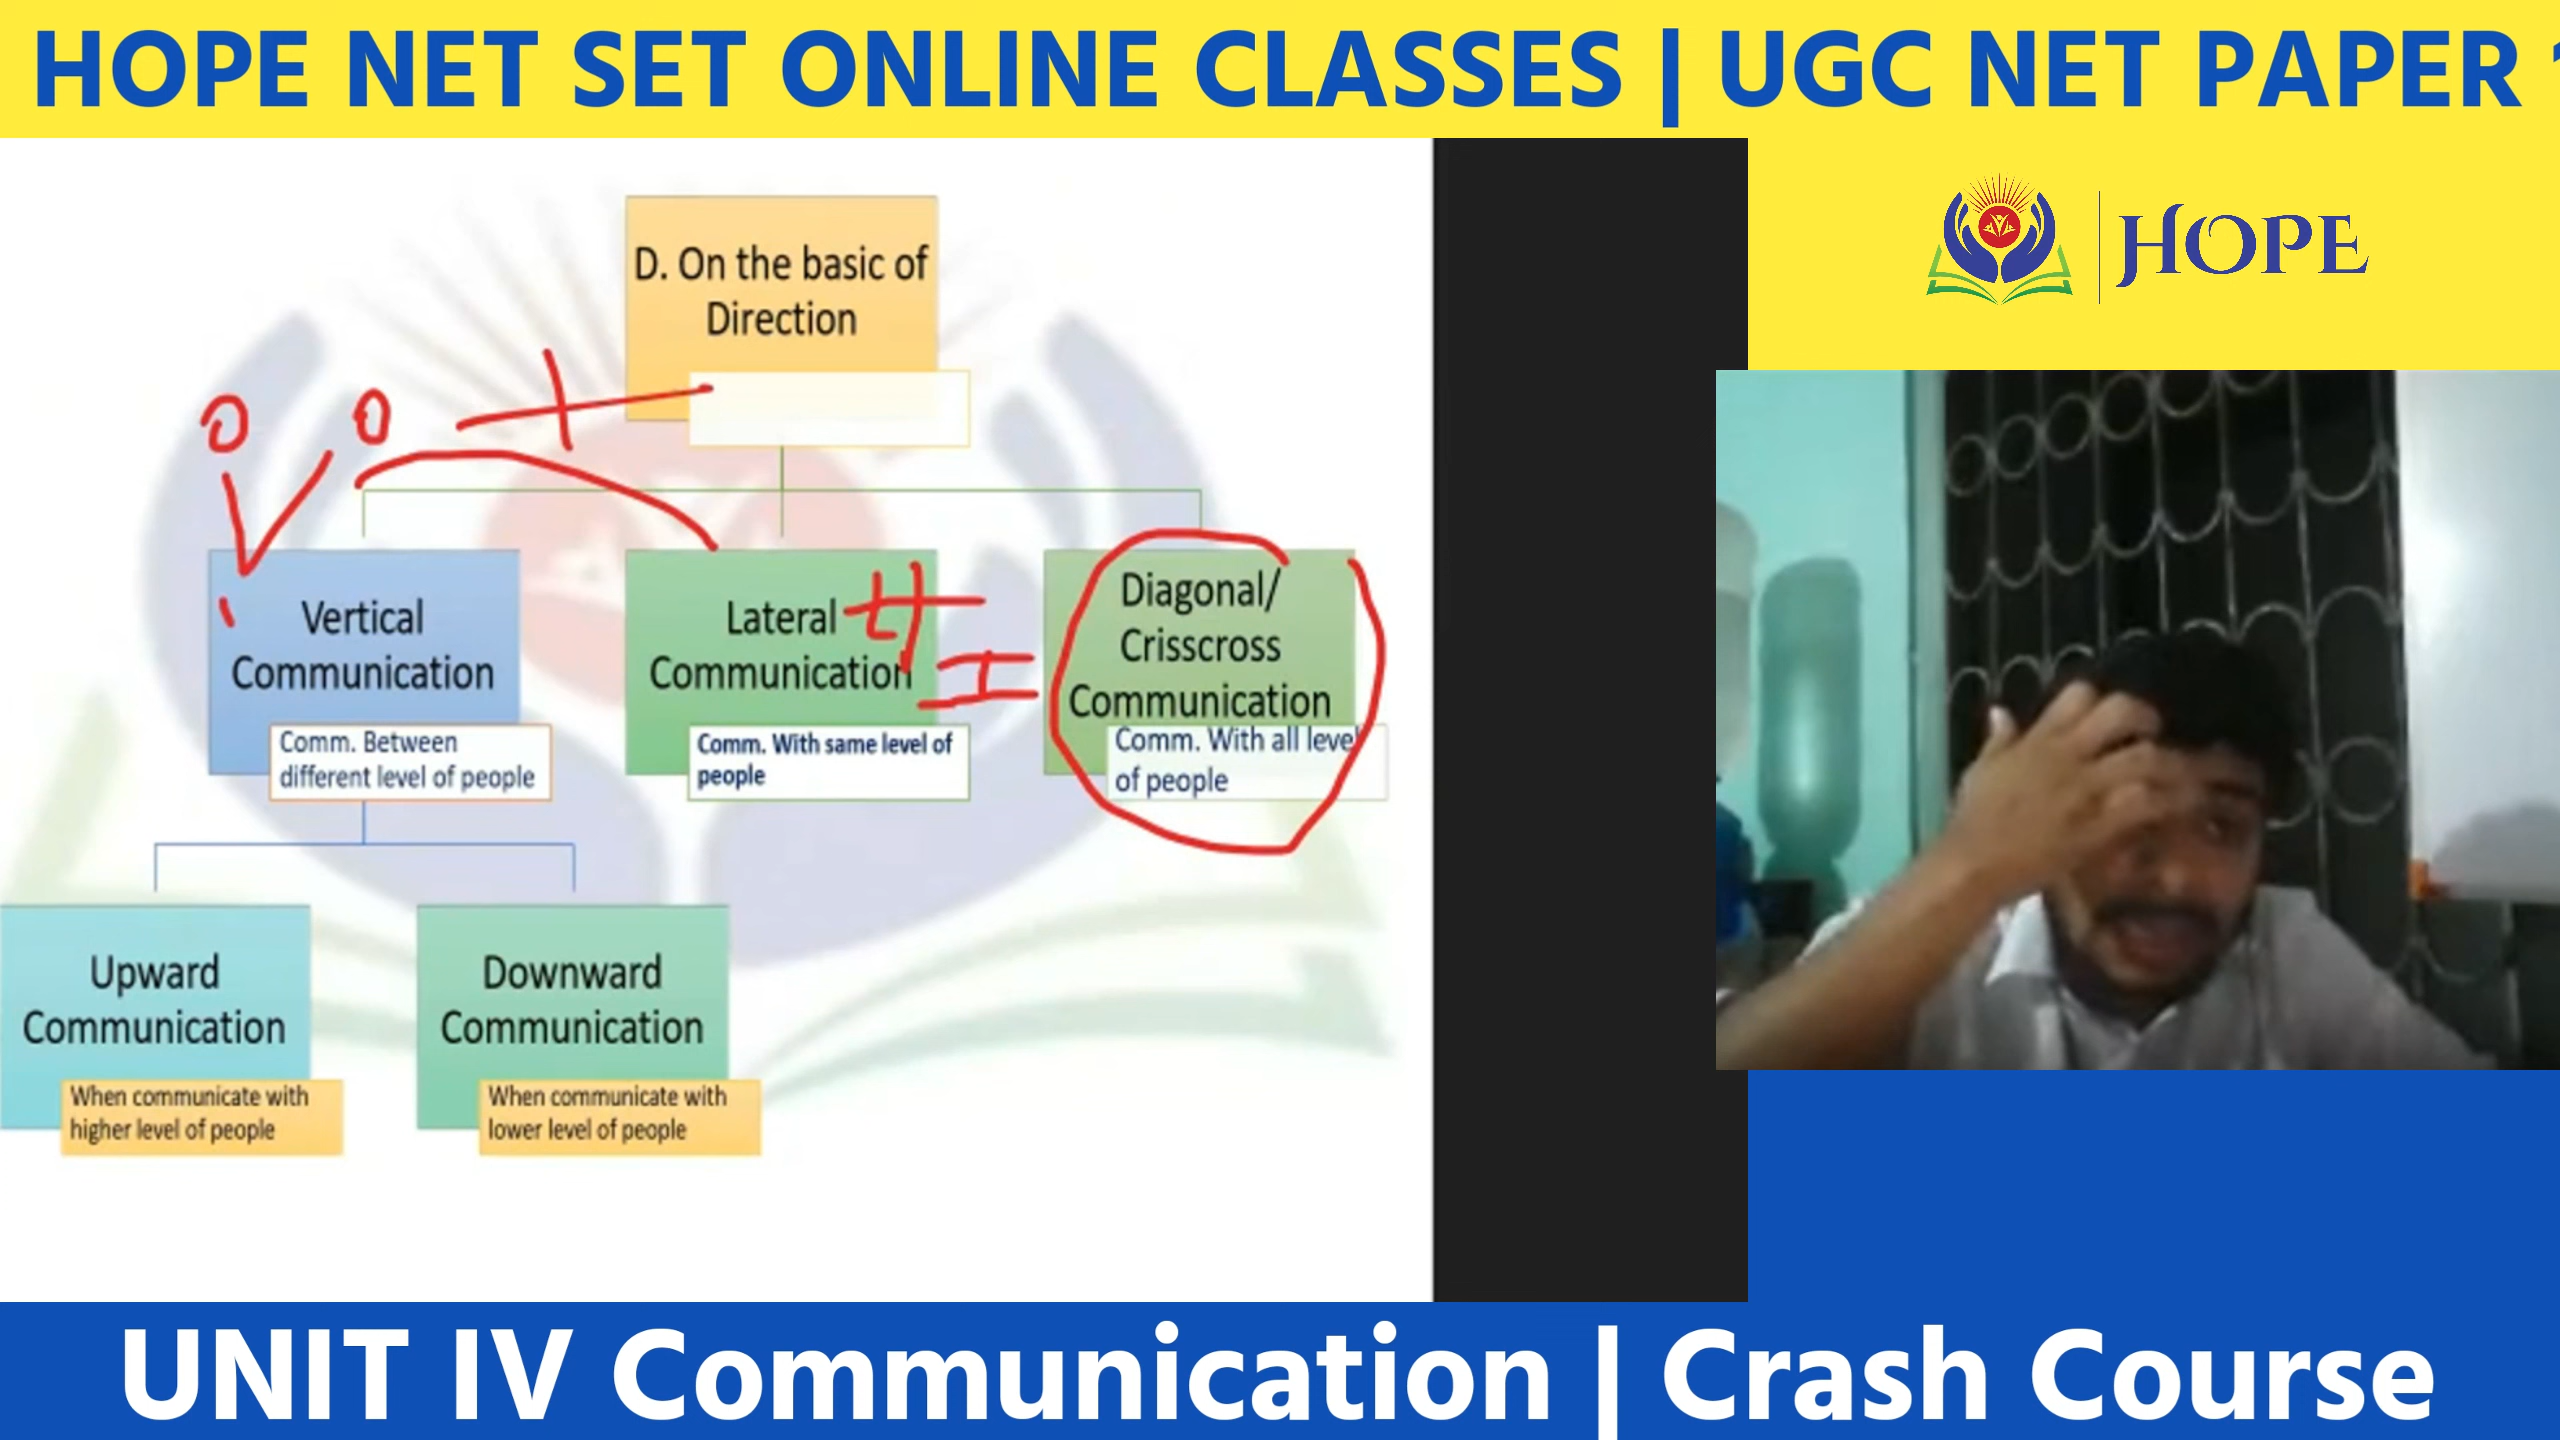 HOPE NET SET ONLINE CLASSES | UGC NET PAPER
HOPE
D. On the basic of
Direction
Vertical
Communication
Comm. Between
different level of people
Lateral
Communication
Comm. With same level of
people
Diagonal/
Crisscross
Communication
Comm. With all level
of people
Upward
Communication
When communicate with
higher level of people
Downward
Communication
When communicate with
lower level of people
UNIT IV Communication | Crash Course